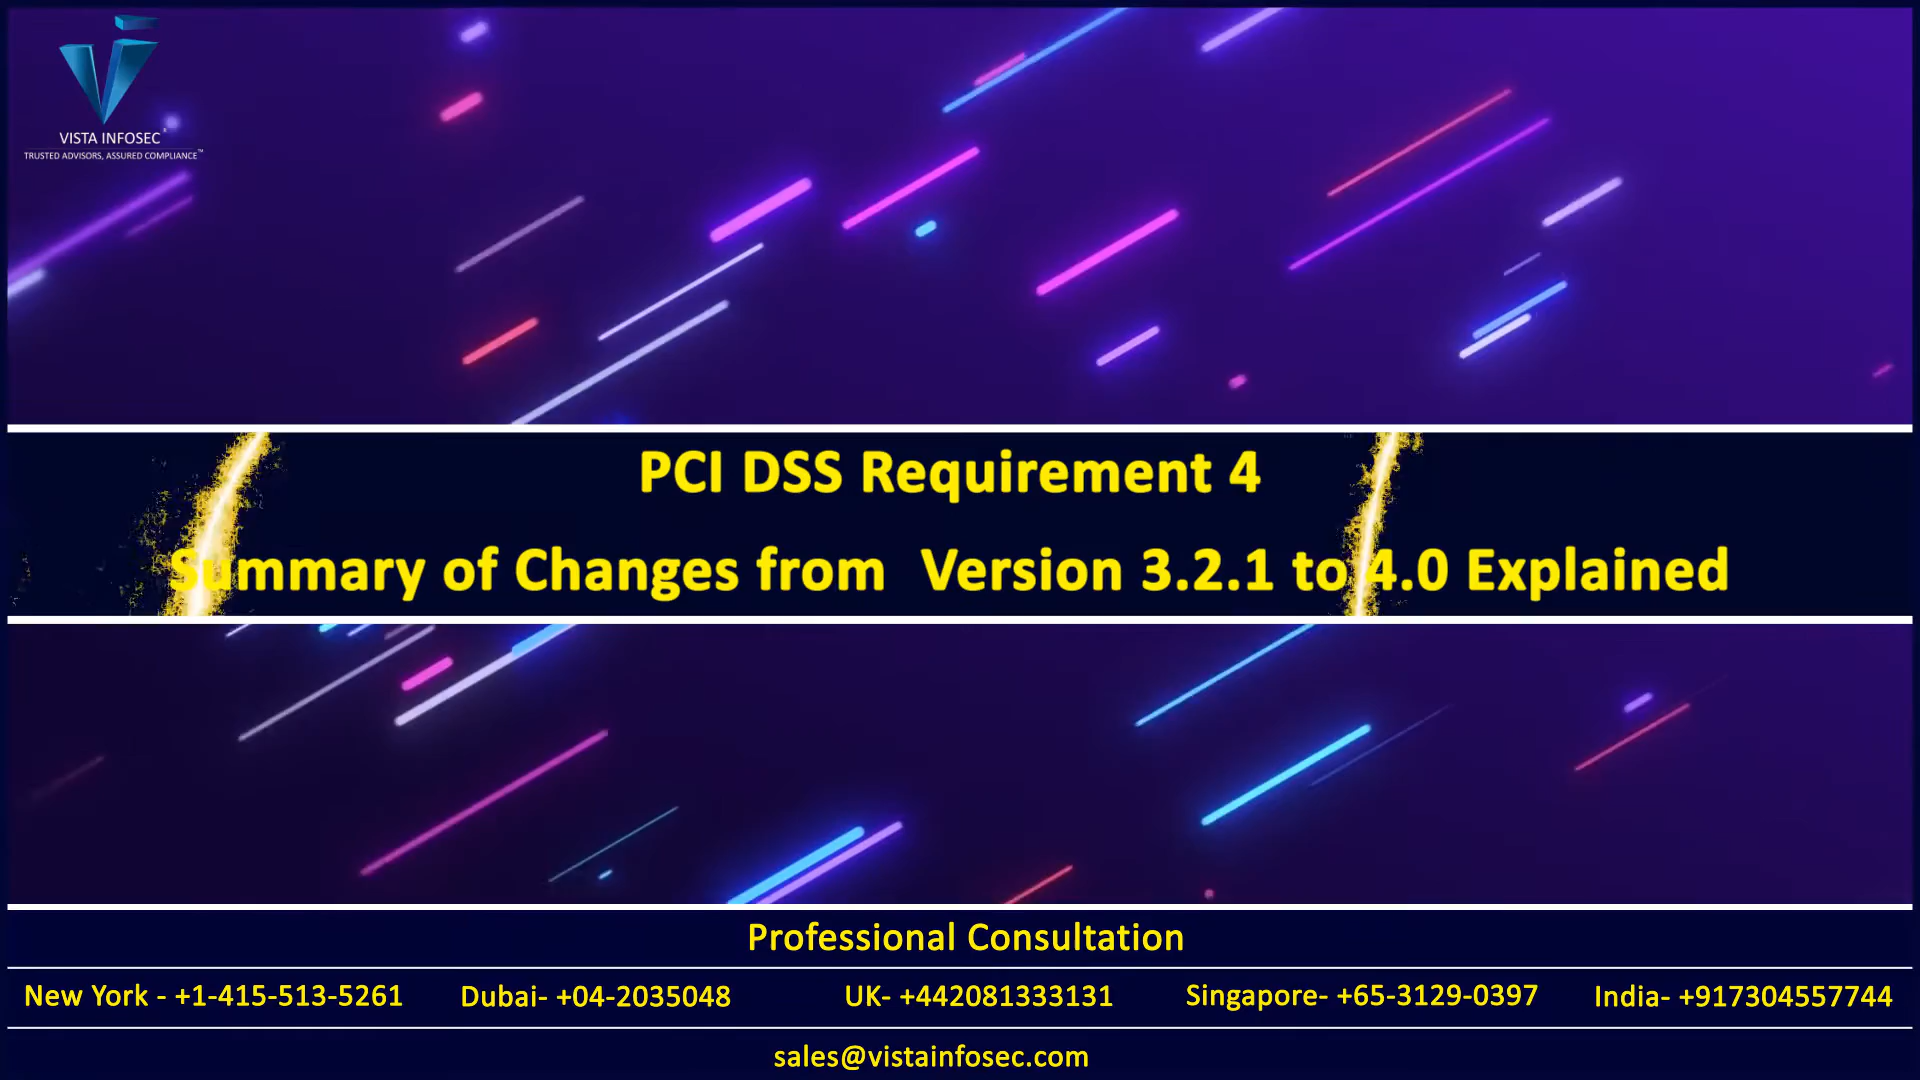 VISTA INFOSEC®
TRUSTED ADVISORS, ASSURED COMPLIANCE™
PCI DSS Requirement 4
Summary of Changes from Version 3.2.1 to 4.0 Explained
Professional Consultation
New York - +1-415-513-5261 Dubai- +04-2035048 UK- +442081333131 Singapore- +65-3129-0397 India- +917304557744
sales@vistainfosec.com